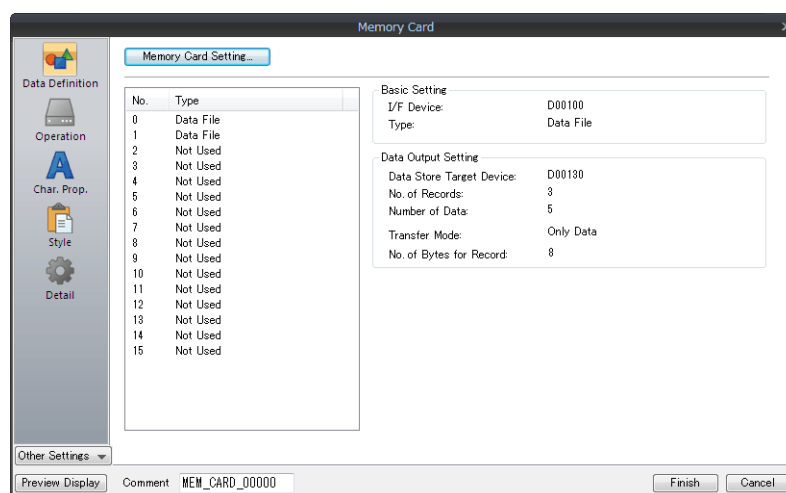 Memory Card
Data Definition
Operation
Char. Prop.
Style
Detail
Other Settings
Memory Card Setting...
No. Type
0 Data File
1 Data File
2 Not Used
3 Not Used
4 Not Used
5 Not Used
6 Not Used
7 Not Used
8 Not Used
9 Not Used
10 Not Used
11 Not Used
12 Not Used
13 Not Used
14 Not Used
15 Not Used
Basic Setting
I/F Device: D00100
Type: Data File
Data Output Setting
Data Store Target Device: D00130
No. of Records: 3
Number of Data: 5
Transfer Mode: Only Data
No. of Bytes for Record: 8
Preview Display Comment MEM_CARD_00000 Finish Cancel